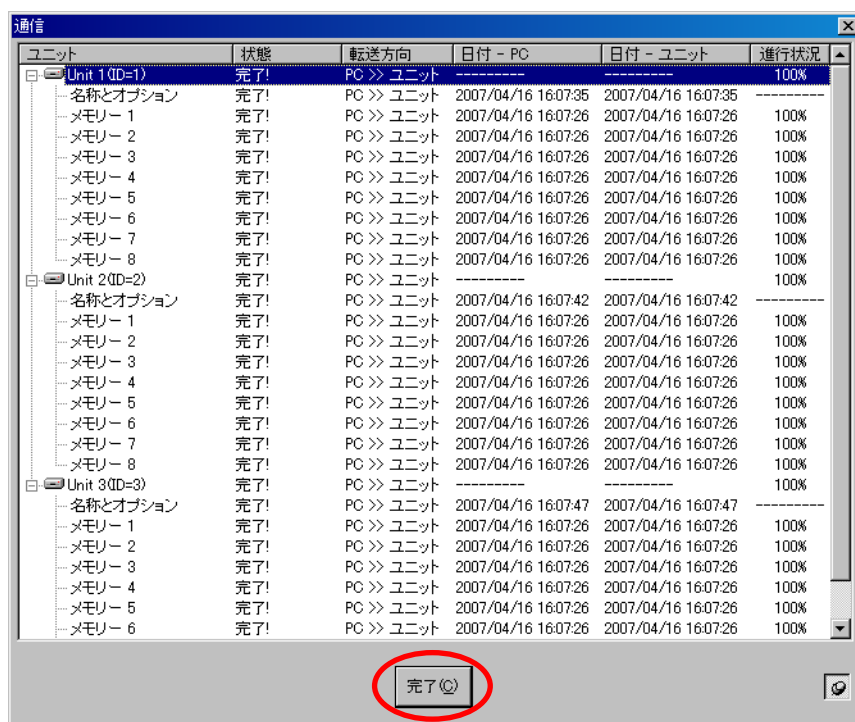 通信
ユニット 状態 転送方向 日付 - PC 日付 - ユニット 進行状況
Unit 1(ID=1) 完了! PC >> ユニット --------- --------- 100%
名称とオプション 完了! PC >> ユニット 2007/04/16 16:07:35 2007/04/16 16:07:35 ---------
メモリー 1 完了! PC >> ユニット 2007/04/16 16:07:26 2007/04/16 16:07:26 100%
メモリー 2 完了! PC >> ユニット 2007/04/16 16:07:26 2007/04/16 16:07:26 100%
メモリー 3 完了! PC >> ユニット 2007/04/16 16:07:26 2007/04/16 16:07:26 100%
メモリー 4 完了! PC >> ユニット 2007/04/16 16:07:26 2007/04/16 16:07:26 100%
メモリー 5 完了! PC >> ユニット 2007/04/16 16:07:26 2007/04/16 16:07:26 100%
メモリー 6 完了! PC >> ユニット 2007/04/16 16:07:26 2007/04/16 16:07:26 100%
メモリー 7 完了! PC >> ユニット 2007/04/16 16:07:26 2007/04/16 16:07:26 100%
メモリー 8 完了! PC >> ユニット 2007/04/16 16:07:26 2007/04/16 16:07:26 100%
Unit 2(ID=2) 完了! PC >> ユニット --------- --------- 100%
名称とオプション 完了! PC >> ユニット 2007/04/16 16:07:42 2007/04/16 16:07:42 ---------
メモリー 1 完了! PC >> ユニット 2007/04/16 16:07:26 2007/04/16 16:07:26 100%
メモリー 2 完了! PC >> ユニット 2007/04/16 16:07:26 2007/04/16 16:07:26 100%
メモリー 3 完了! PC >> ユニット 2007/04/16 16:07:26 2007/04/16 16:07:26 100%
メモリー 4 完了! PC >> ユニット 2007/04/16 16:07:26 2007/04/16 16:07:26 100%
メモリー 5 完了! PC >> ユニット 2007/04/16 16:07:26 2007/04/16 16:07:26 100%
メモリー 6 完了! PC >> ユニット 2007/04/16 16:07:26 2007/04/16 16:07:26 100%
メモリー 7 完了! PC >> ユニット 2007/04/16 16:07:26 2007/04/16 16:07:26 100%
メモリー 8 完了! PC >> ユニット 2007/04/16 16:07:26 2007/04/16 16:07:26 100%
Unit 3(ID=3) 完了! PC >> ユニット --------- --------- 100%
名称とオプション 完了! PC >> ユニット 2007/04/16 16:07:47 2007/04/16 16:07:47 ---------
メモリー 1 完了! PC >> ユニット 2007/04/16 16:07:26 2007/04/16 16:07:26 100%
メモリー 2 完了! PC >> ユニット 2007/04/16 16:07:26 2007/04/16 16:07:26 100%
メモリー 3 完了! PC >> ユニット 2007/04/16 16:07:26 2007/04/16 16:07:26 100%
メモリー 4 完了! PC >> ユニット 2007/04/16 16:07:26 2007/04/16 16:07:26 100%
メモリー 5 完了! PC >> ユニット 2007/04/16 16:07:26 2007/04/16 16:07:26 100%
メモリー 6 完了! PC >> ユニット 2007/04/16 16:07:26 2007/04/16 16:07:26 100%
完了(C)